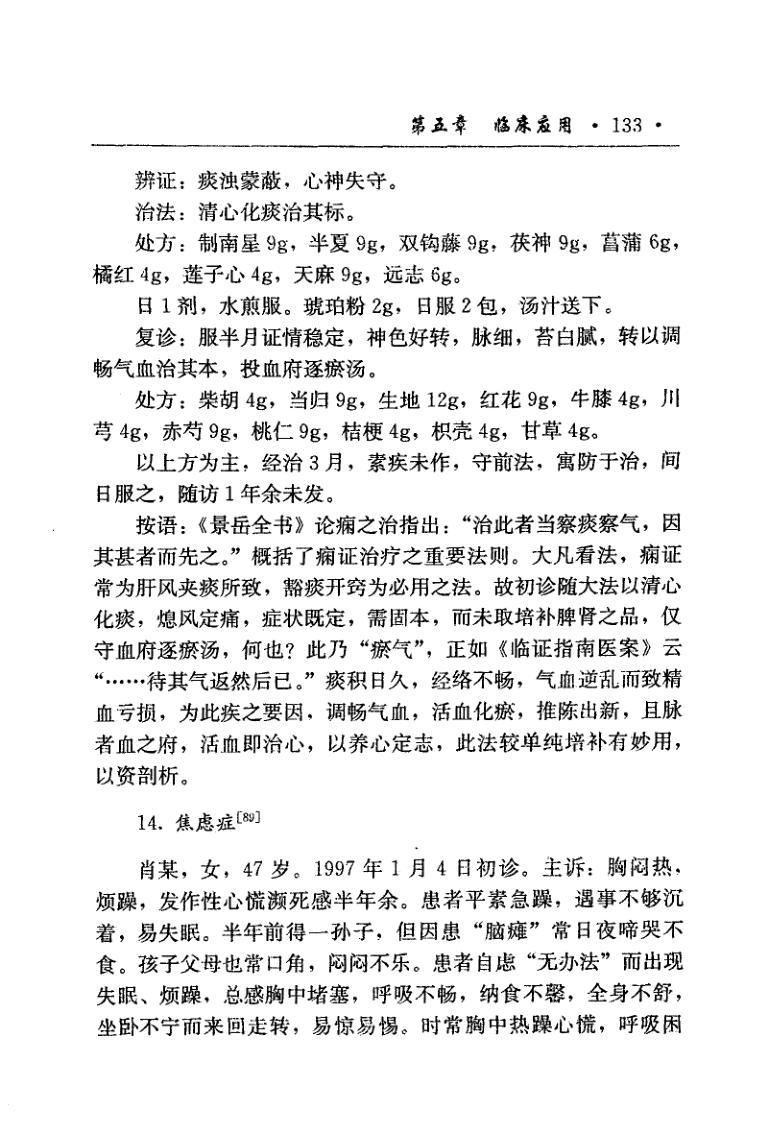 第五章 临床应用 · 133 ·
辨证：痰浊蒙蔽，心神失守。
治法：清心化痰治其标。
处方：制南星 9g，半夏 9g，双钩藤 9g，茯神 9g，菖蒲 6g，
橘红 4g，莲子心 4g，天麻 9g，远志 6g。
日 1 剂，水煎服。琥珀粉 2g，日服 2 包，汤汁送下。
复诊：服半月证情稳定，神色好转，脉细，苔白腻，转以调
畅气血治其本，投血府逐瘀汤。
处方：柴胡 4g，当归 9g，生地 12g，红花 9g，牛膝 4g，川
芎 4g，赤芍 9g，桃仁 9g，桔梗 4g，枳壳 4g，甘草 4g。
以上方为主，经治 3 月，素疾未作，守前法，寓防于治，间
日服之，随访 1 年余未发。
按语：《景岳全书》论痫之治指出：“治此者当察痰察气，因
其甚者而先之。”概括了痫证治疗之重要法则。大凡看法，痫证
常为肝风夹痰所致，豁痰开窍为必用之法。故初诊随大法以清心
化痰，熄风定痛，症状既定，需固本，而未取培补脾肾之品，仅
守血府逐瘀汤，何也？此乃“瘀气”，正如《临证指南医案》云
“……待其气返然后已。”痰积日久，经络不畅，气血逆乱而致精
血亏损，为此疾之要因，调畅气血，活血化瘀，推陈出新，且脉
者血之府，活血即治心，以养心定志，此法较单纯培补有妙用，
以资剖析。
14. 焦虑症[89]
肖某，女，47 岁。1997 年 1 月 4 日初诊。主诉：胸闷热，
烦躁，发作性心慌濒死感半年余。患者平素急躁，遇事不够沉
着，易失眠。半年前得一孙子，但因患“脑瘫”常日夜啼哭不
食。孩子父母也常口角，闷闷不乐。患者自虑“无办法”而出现
失眠、烦躁，总感胸中堵塞，呼吸不畅，纳食不馨，全身不舒，
坐卧不宁而来回走转，易惊易惕。时常胸中热躁心慌，呼吸困